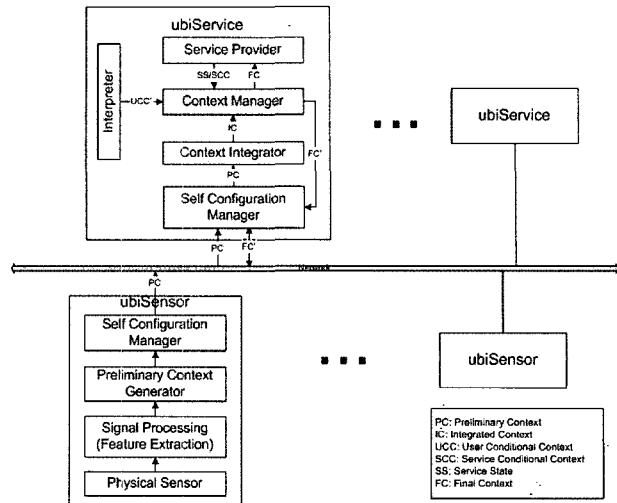 ubiService
Service Provider
SS/SCC
FC
Interpreter
UCC'
Context Manager
IC
Context Integrator
FC'
PC
Self Configuration
Manager
PC
FC'
ubiService
Network
PC
ubiSensor
Self Configuration
Manager
Preliminary Context
Generator
Signal Processing
(Feature Extraction)
Physical Sensor
ubiSensor
PC: Preliminary Context
IC: Integrated Context
UCC: User Conditional Context
SCC: Service Conditional Context
SS: Service State
FC: Final Context